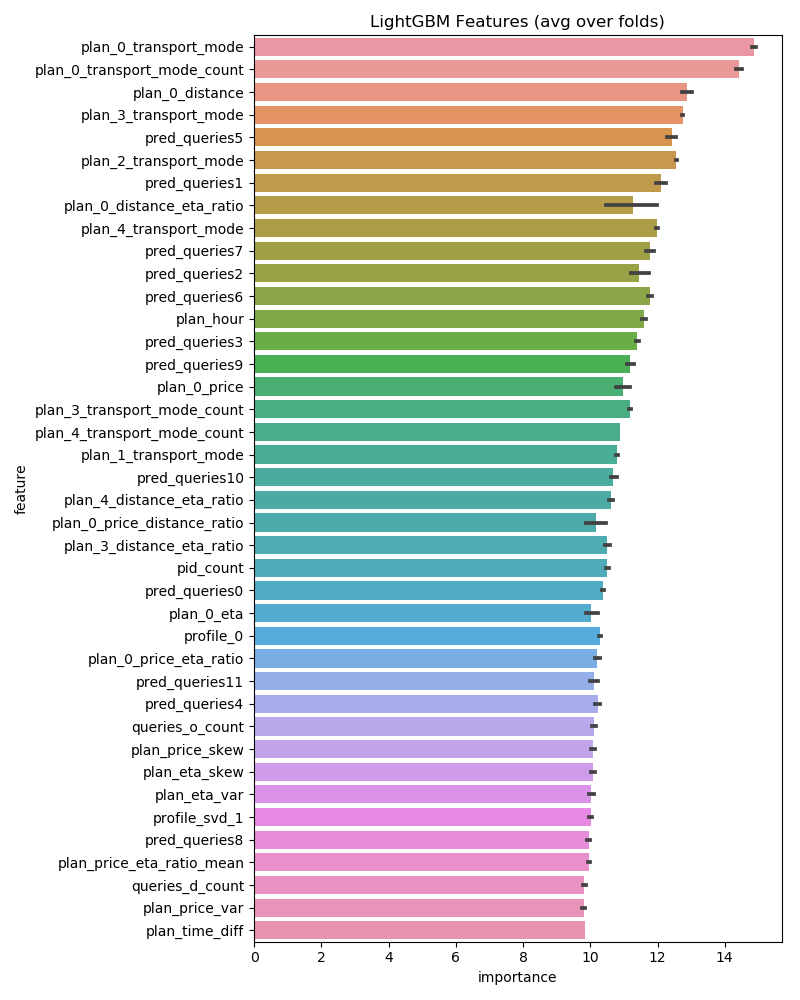 LightGBM Features (avg over folds)
plan_0_transport_mode
plan_0_transport_mode_count
plan_0_distance
plan_3_transport_mode
pred_queries5
plan_2_transport_mode
pred_queries1
plan_0_distance_eta_ratio
plan_4_transport_mode
pred_queries7
pred_queries2
pred_queries6
plan_hour
pred_queries3
pred_queries9
plan_0_price
plan_3_transport_mode_count
plan_4_transport_mode_count
plan_1_transport_mode
pred_queries10
plan_4_distance_eta_ratio
plan_0_price_distance_ratio
plan_3_distance_eta_ratio
pid_count
pred_queries0
plan_0_eta
profile_0
plan_0_price_eta_ratio
pred_queries11
pred_queries4
queries_o_count
plan_price_skew
plan_eta_skew
plan_eta_var
profile_svd_1
pred_queries8
plan_price_eta_ratio_mean
queries_d_count
plan_price_var
plan_time_diff
feature
0 2 4 6 8 10 12 14
importance